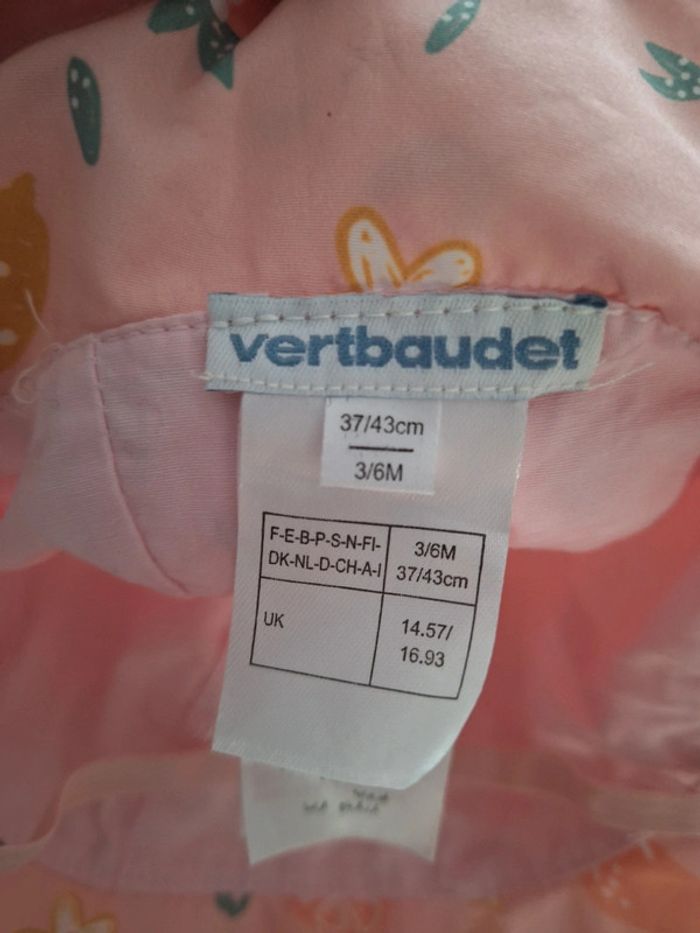 vertbaudet
37/43cm
3/6M
F-E-B-P-S-N-FI-
DK-NL-D-CH-A-I
3/6M
37/43cm
UK
14.57/
16.93